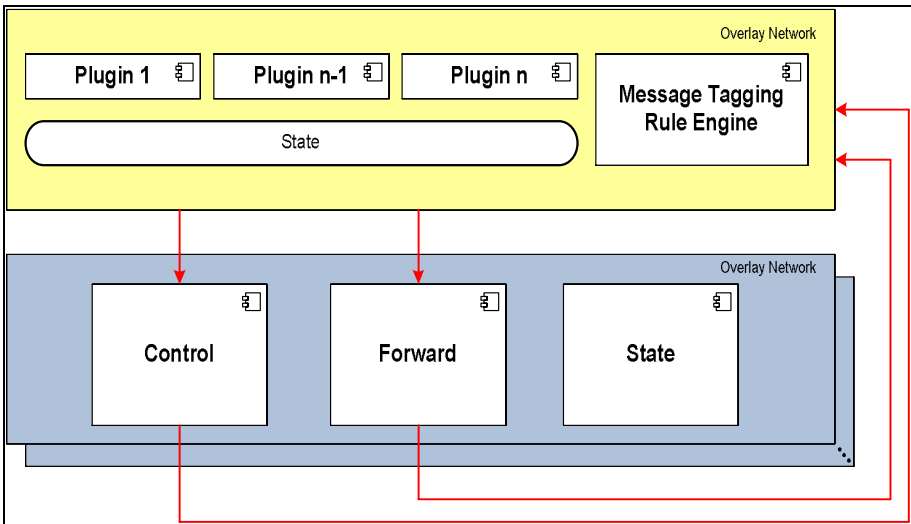 Overlay Network
Plugin 1
Plugin n-1
Plugin n
Message Tagging
Rule Engine
State
Overlay Network
Control
Forward
State